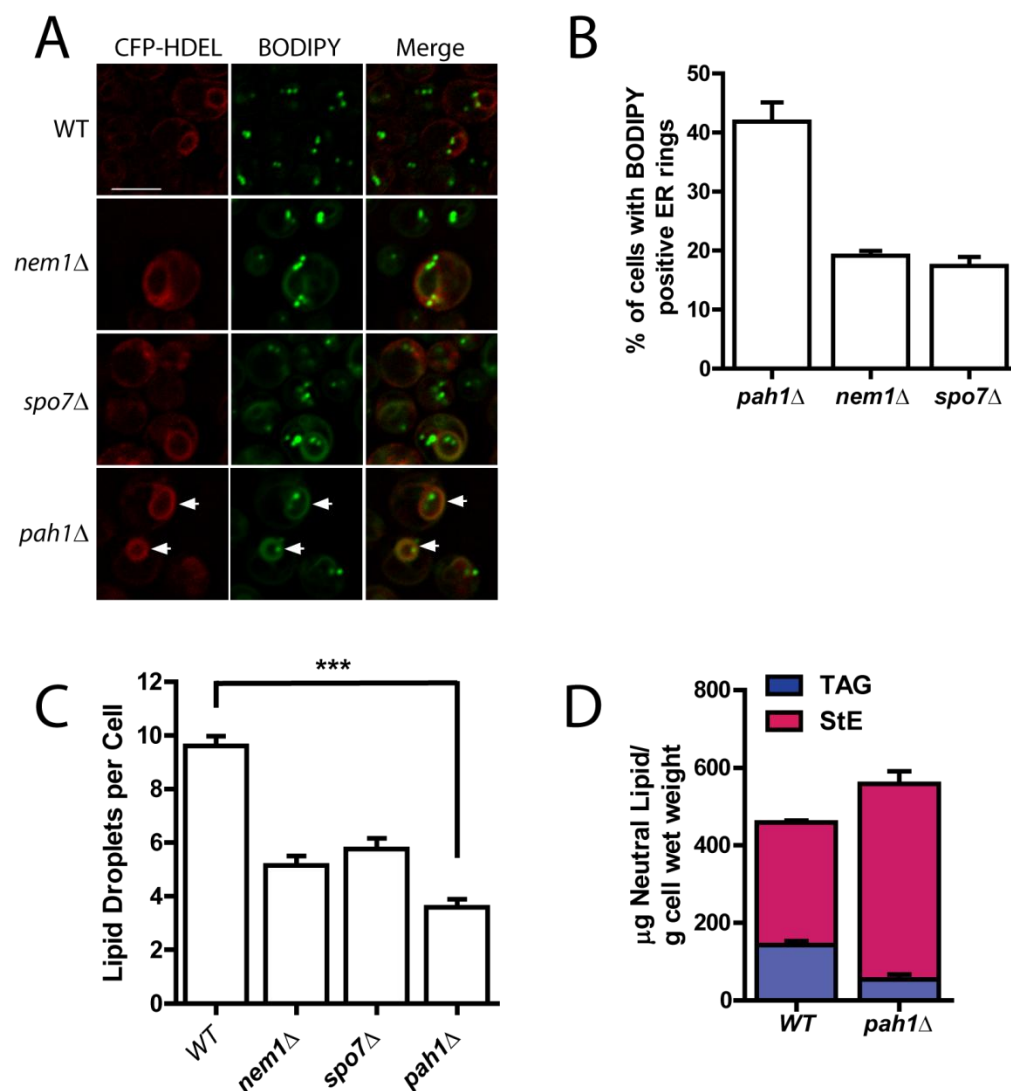 A
CFP-HDEL BODIPY Merge
WT
nem1Δ
spo7Δ
pah1Δ
B
% of cells with BODIPY
positive ER rings
50
40
30
20
10
0
pah1Δ nem1Δ spo7Δ
C
Lipid Droplets per Cell
12
10
8
6
4
2
0
***
WT nem1Δ spo7Δ pah1Δ
D
TAG
StE
μg Neutral Lipid/
g cell wet weight
800
600
400
200
0
WT pah1Δ